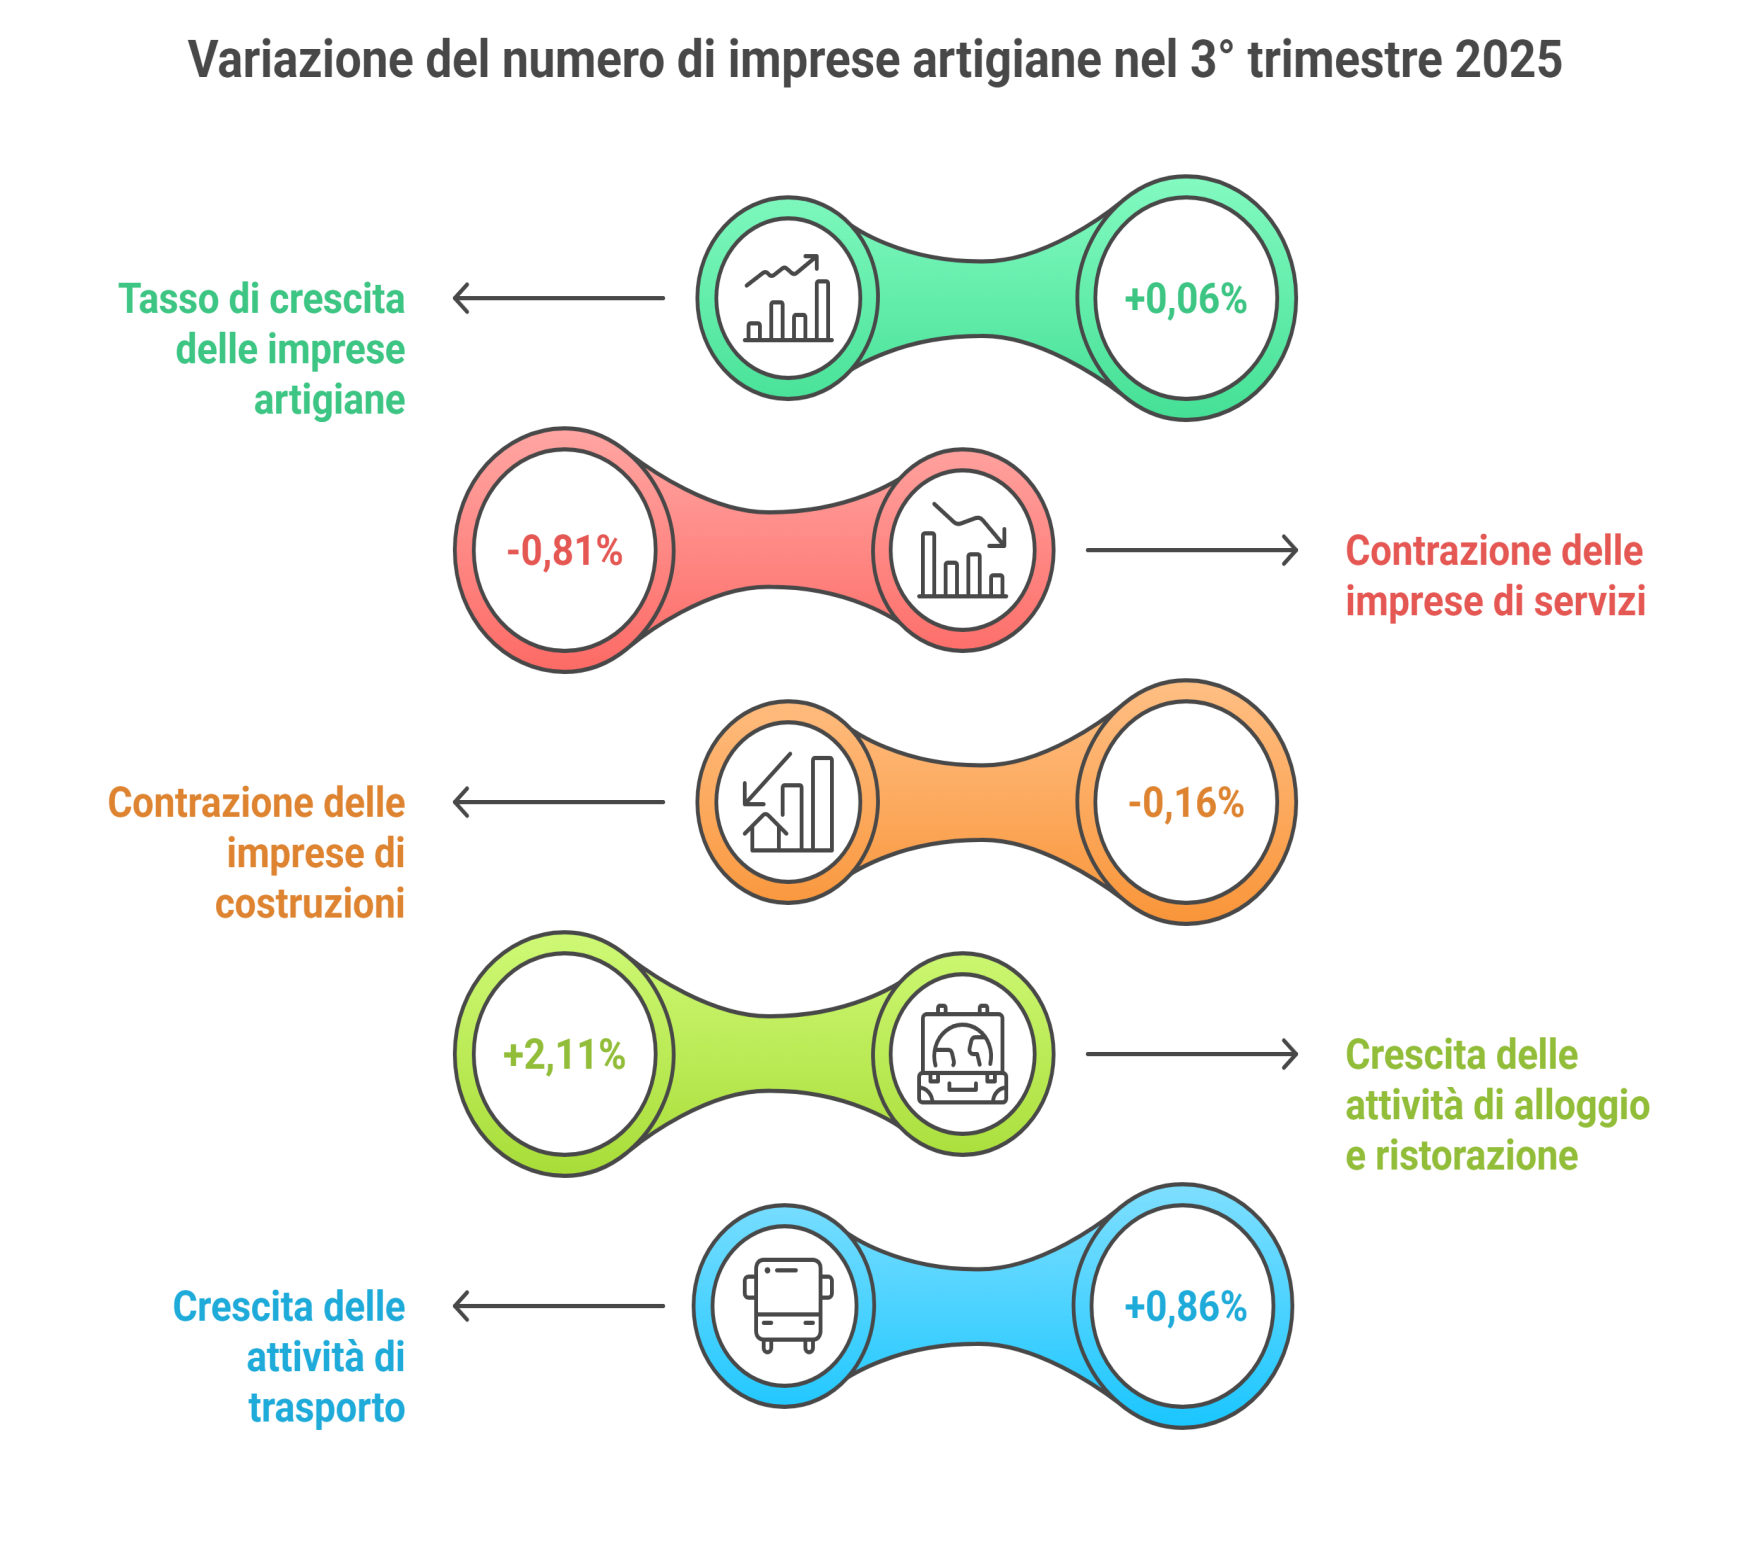 Variazione del numero di imprese artigiane nel 3° trimestre 2025
Tasso di crescita
delle imprese
artigiane
+0,06%
-0,81%
Contrazione delle
imprese di servizi
Contrazione delle
imprese di
costruzioni
-0,16%
+2,11%
Crescita delle
attività di alloggio
e ristorazione
Crescita delle
attività di
trasporto
+0,86%